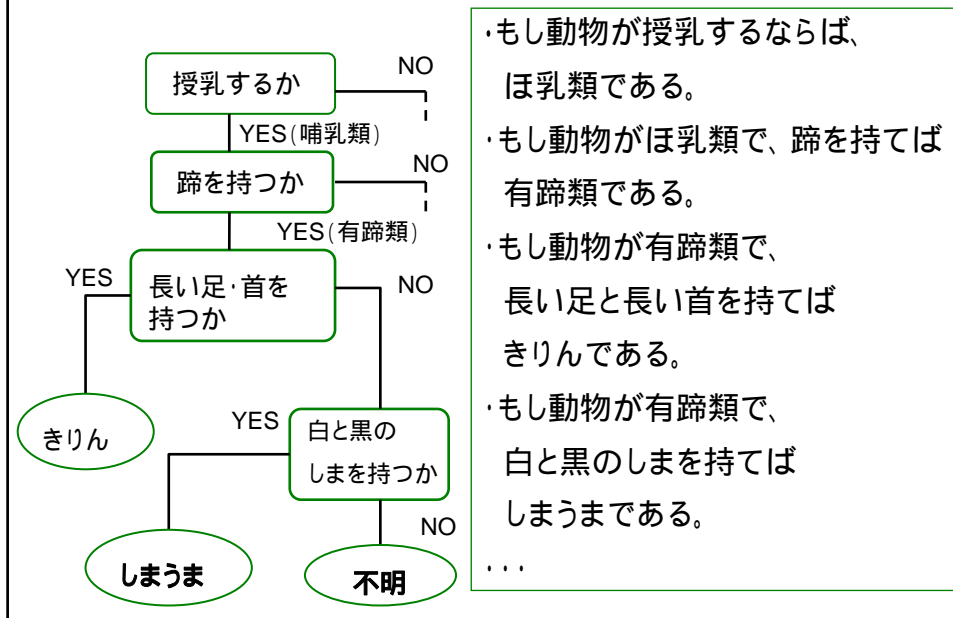 授乳するか
NO
YES(哺乳類)
蹄を持つか
NO
YES(有蹄類)
YES
長い足・首を
持つか
NO
きりん
YES
白と黒の
しまを持つか
NO
しまうま
不明
・もし動物が授乳するならば、
ほ乳類である。
・もし動物がほ乳類で、蹄を持てば
有蹄類である。
・もし動物が有蹄類で、
長い足と長い首を持てば
きりんである。
・もし動物が有蹄類で、
白と黒のしまを持てば
しまうまである。
・・・